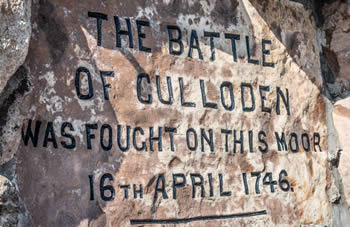 THE BATTLE
OF CULLODEN
WAS FOUGHT ON THIS MOOR
16TH APRIL 1746.